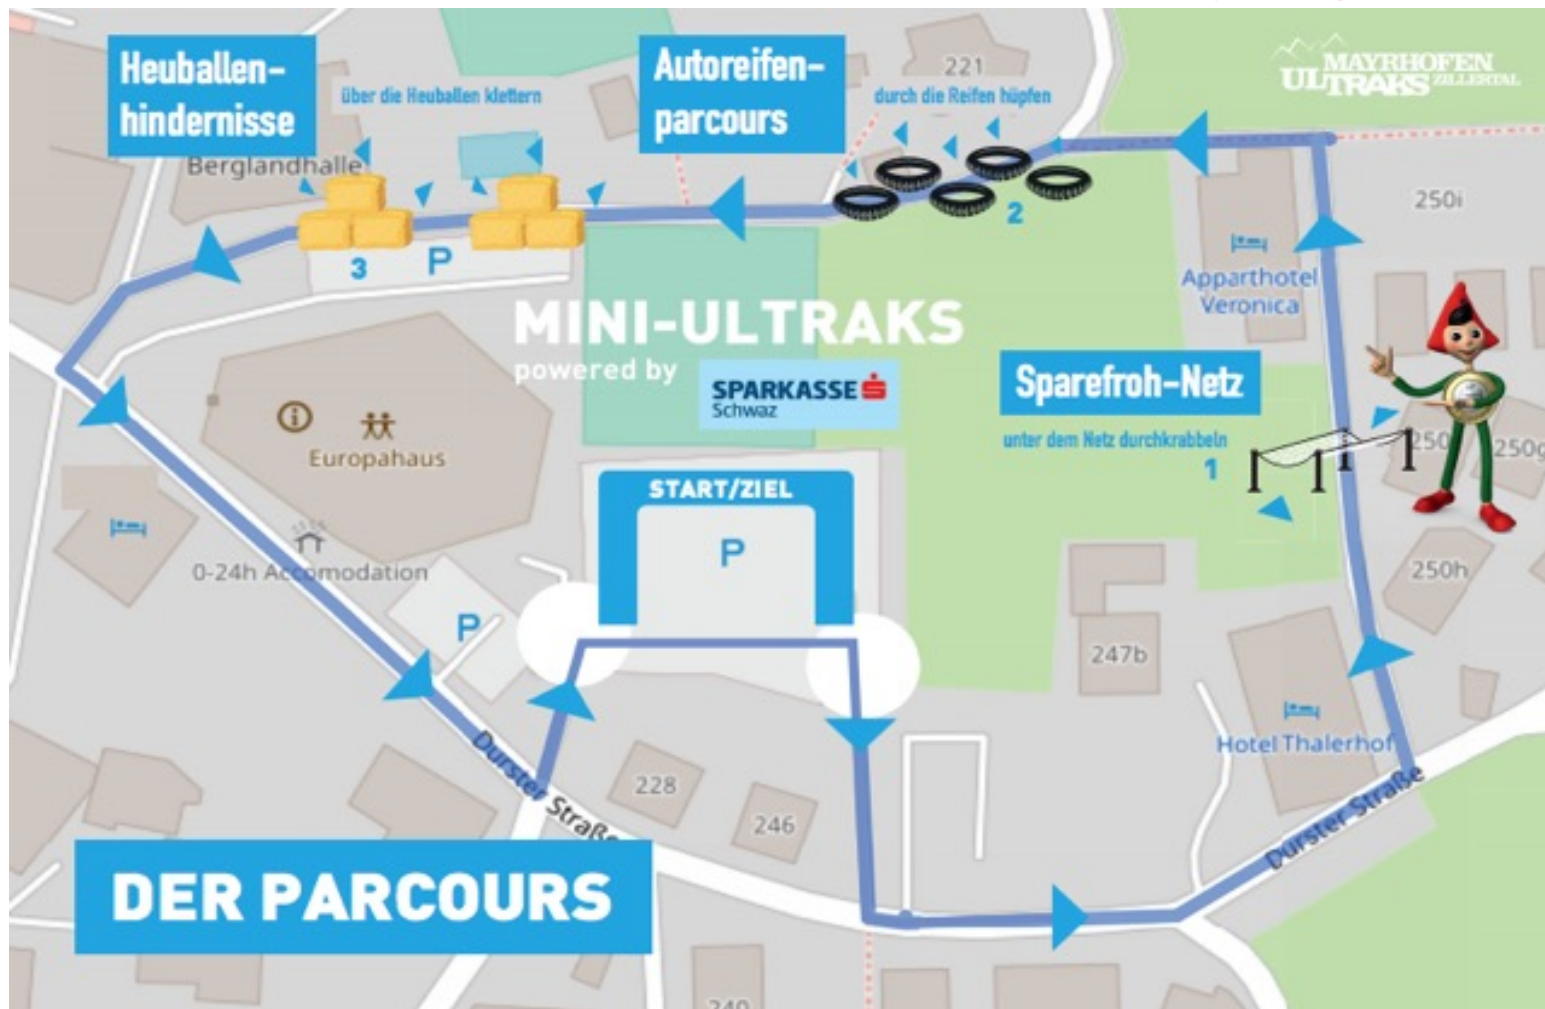 Heuballen-
hindernisse
über die Heuballen klettern
Autoreifen-
parcours
221
durch die Reifen hüpfen
MAYRHOFEN
ULTRAKS ZILLERTAL
Berglandhalle
2
250i
3
P
Apparthotel
Veronica
MINI-ULTRAKS
powered by
SPARKASSE
Schwaz
Sparefroh-Netz
unter dem Netz durchkrabbeln
1
250
250g
Europahaus
START/ZIEL
P
0-24h Accomodation
250h
P
247b
Hotel Thalerhof
Durster Straße
228
246
Durster Straße
DER PARCOURS